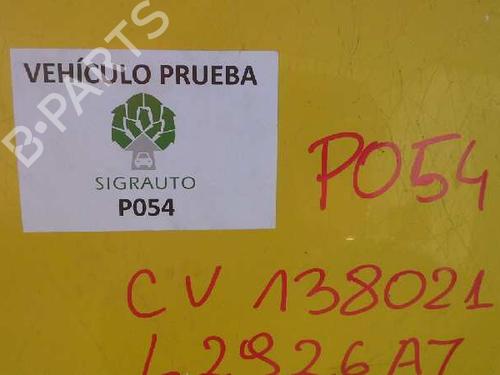 B-PARTS
VEHÍCULO PRUEBA
SIGRAUTO
P054
P054
CV 138021